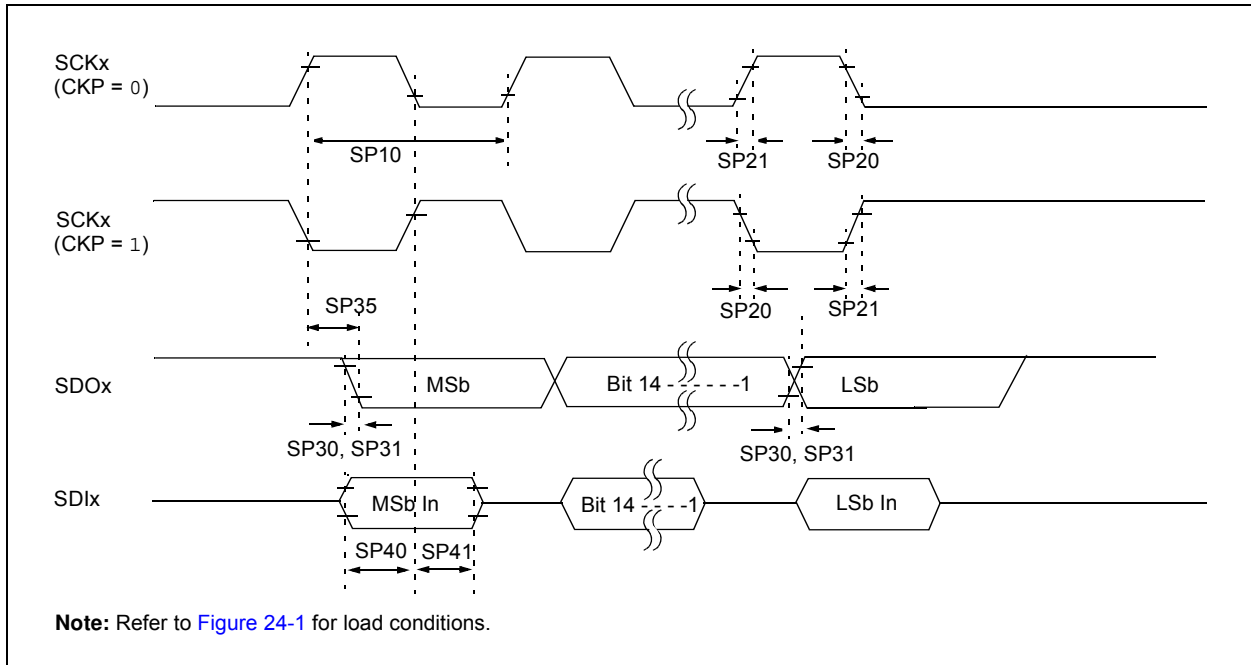 SCKx
(CKP = 0)
SP10
SP21
SP20
SCKx
(CKP = 1)
SP35
SP20
SP21
SDOx
MSb
Bit 14 - - - - - -1
LSb
SP30, SP31
SP30, SP31
SDIx
MSb In
Bit 14 - - - -1
LSb In
SP40
SP41
Note: Refer to Figure 24-1 for load conditions.